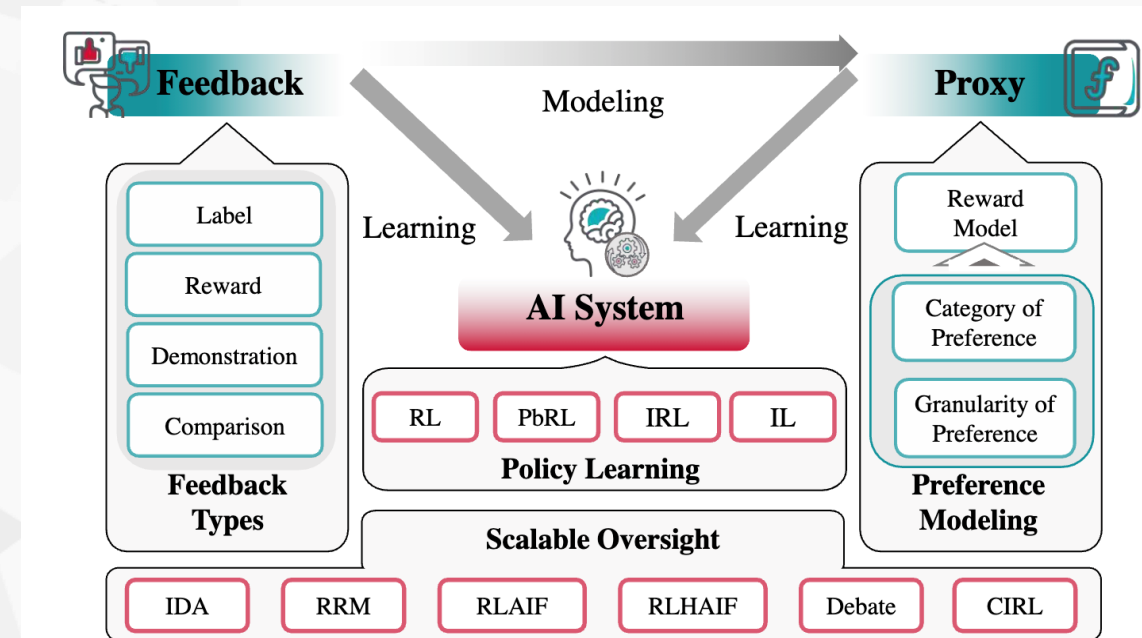 Feedback
Modeling
Proxy
Learning
Learning
AI System
Label
Reward
Demonstration
Comparison
Feedback
Types
RL
PbRL
IRL
IL
Policy Learning
Reward
Model
Category of
Preference
Granularity of
Preference
Preference
Modeling
Scalable Oversight
IDA
RRM
RLAIF
RLHAIF
Debate
CIRL